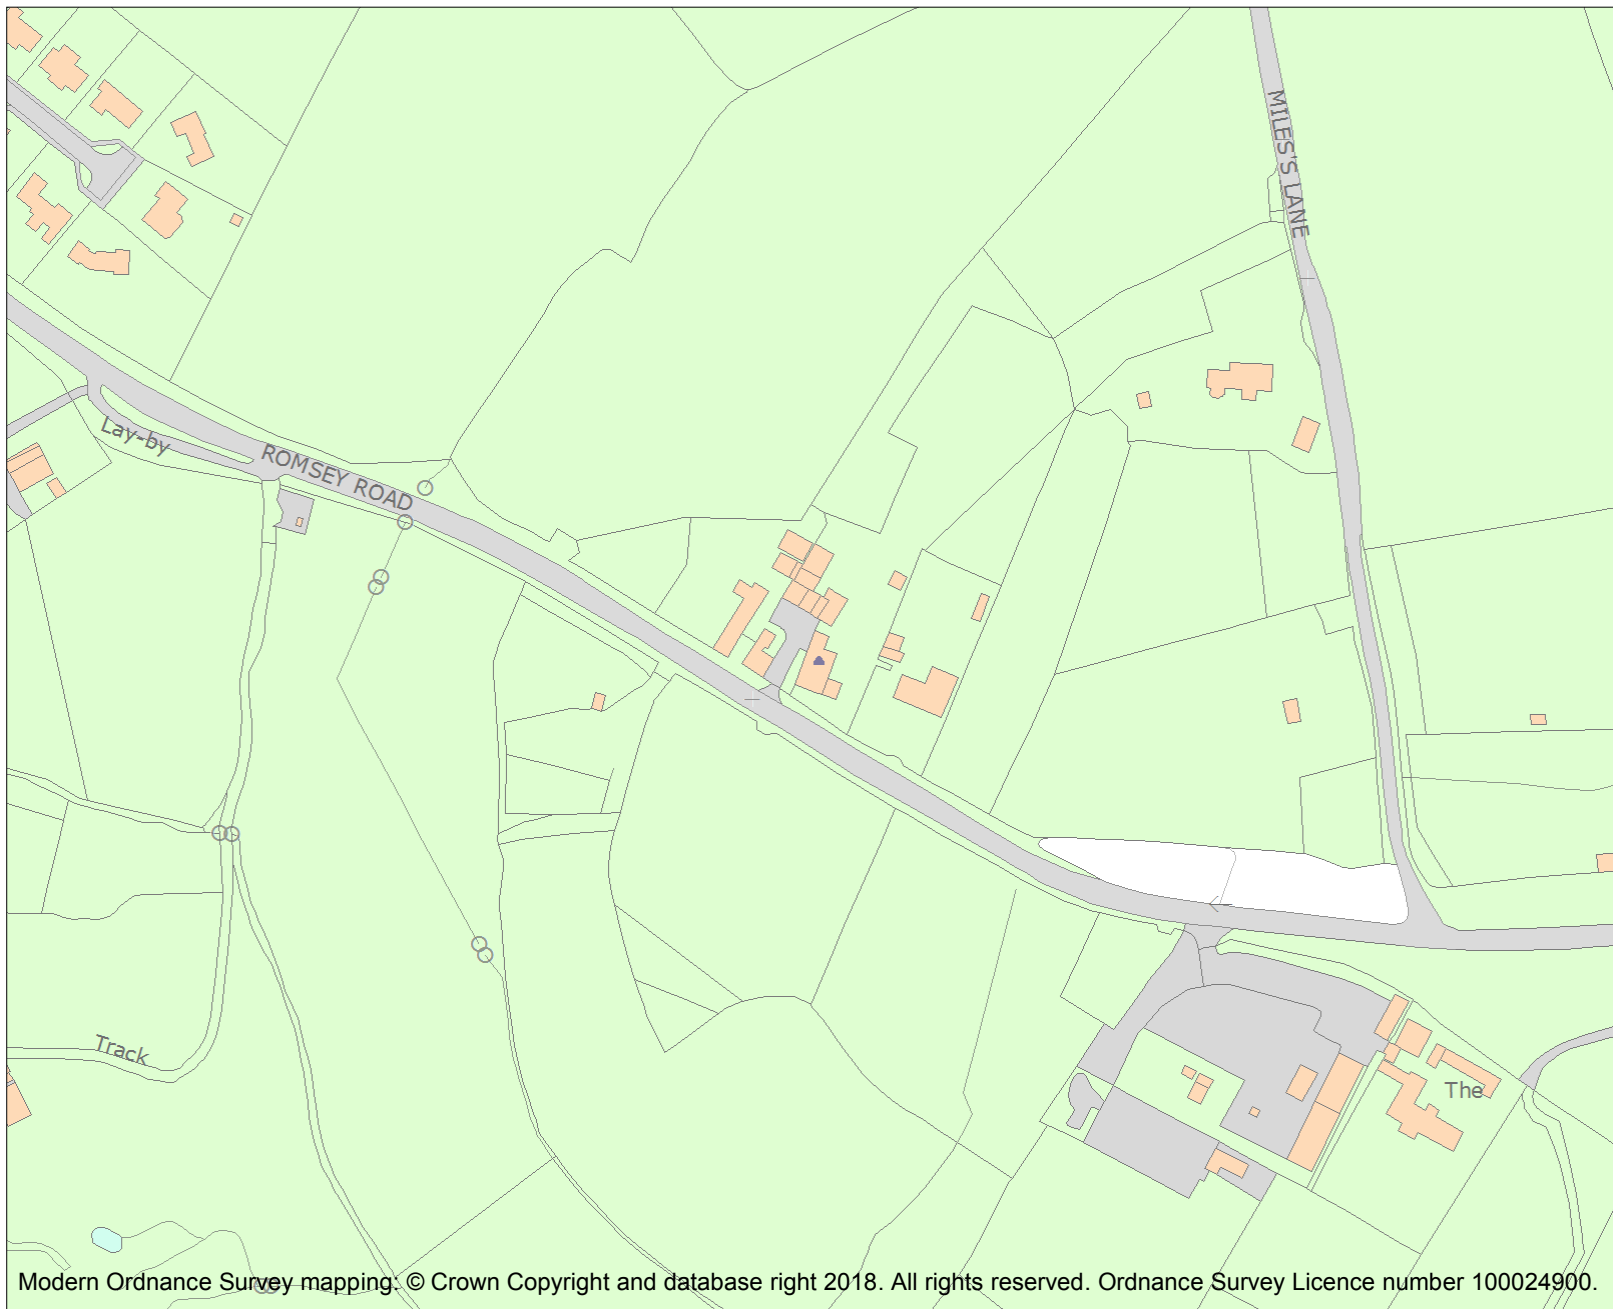 MILES'S LANE
Lay-by
ROMSEY ROAD
Track
The
Modern Ordnance Survey mapping: © Crown Copyright and database right 2018. All rights reserved. Ordnance Survey Licence number 100024900.